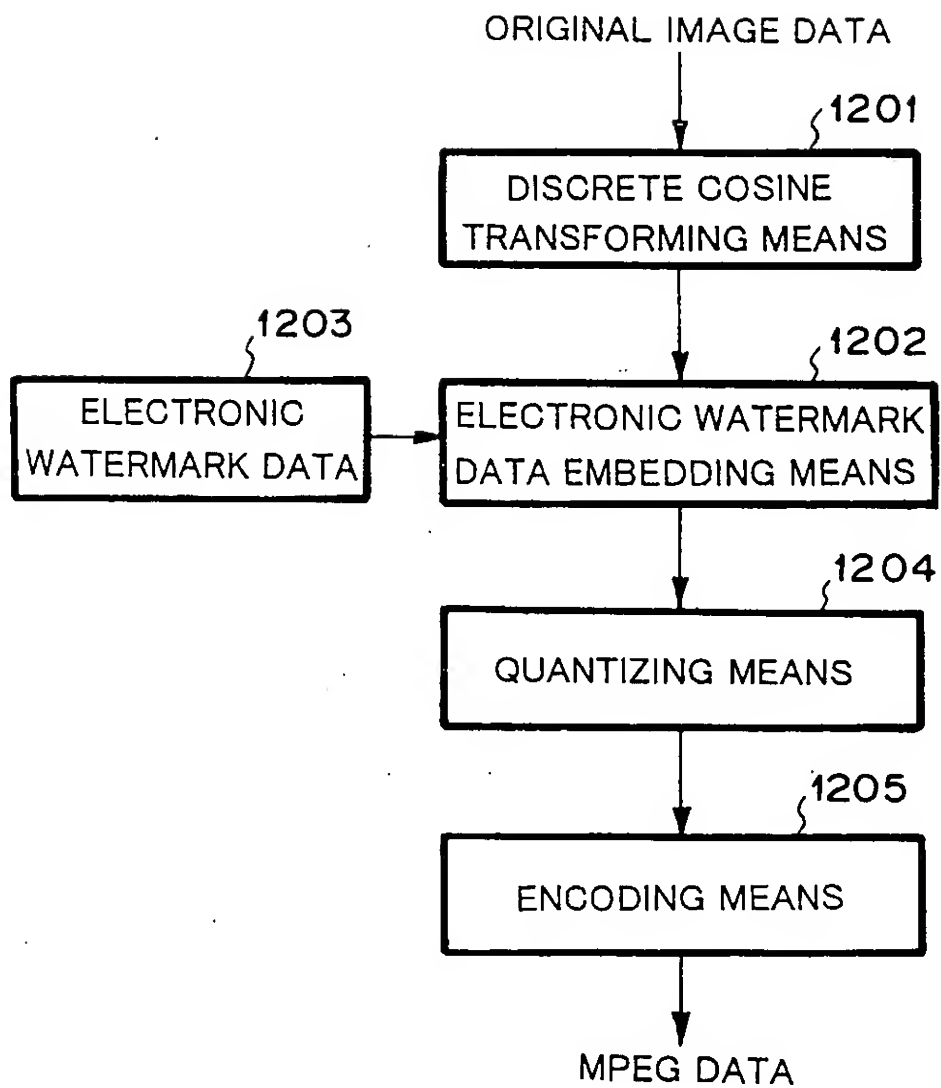 ORIGINAL IMAGE DATA
1201
DISCRETE COSINE
TRANSFORMING MEANS
1203
ELECTRONIC
WATERMARK DATA
1202
ELECTRONIC WATERMARK
DATA EMBEDDING MEANS
1204
QUANTIZING MEANS
1205
ENCODING MEANS
MPEG DATA